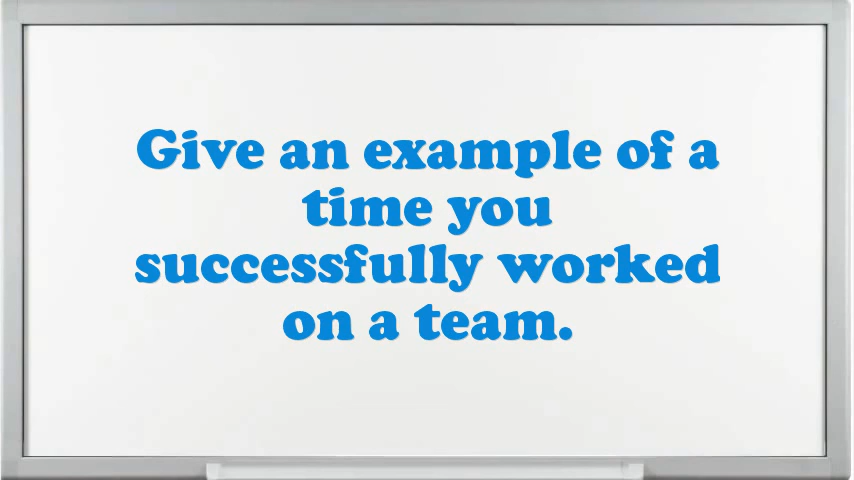 Give an example of a
time you
successfully worked
on a team.